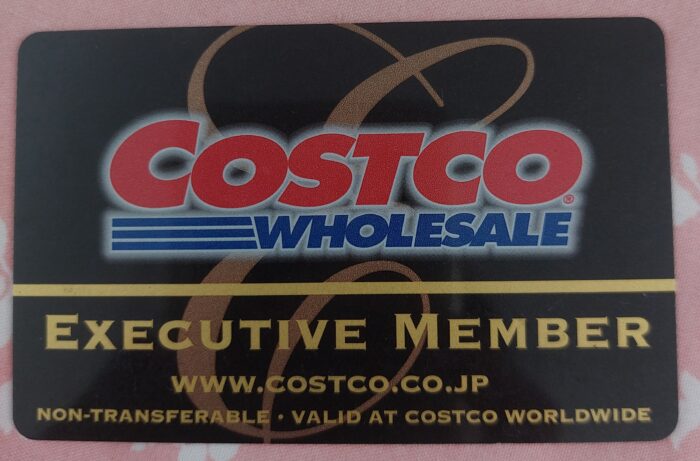 COSTCO®
WHOLESALE
EXECUTIVE MEMBER
WWW.COSTCO.CO.JP
NON-TRANSFERABLE · VALID AT COSTCO WORLDWIDE